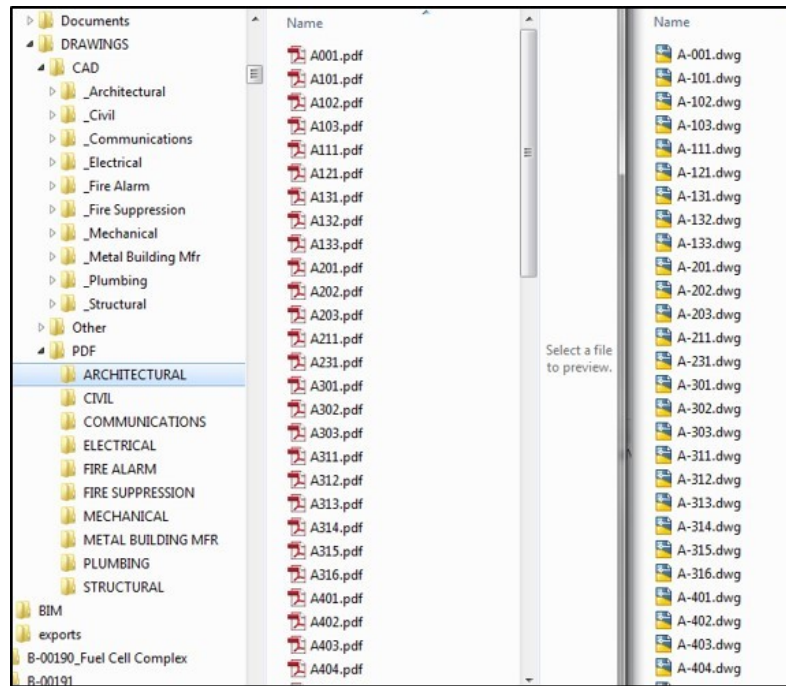 Documents
DRAWINGS
CAD
_Architectural
_Civil
_Communications
_Electrical
_Fire Alarm
_Fire Suppression
_Mechanical
_Metal Building Mfr
_Plumbing
_Structural
Other
PDF
ARCHITECTURAL
CIVIL
COMMUNICATIONS
ELECTRICAL
FIRE ALARM
FIRE SUPPRESSION
MECHANICAL
METAL BUILDING MFR
PLUMBING
STRUCTURAL
BIM
exports
B-00190_Fuel Cell Complex
B-00191
Name
A001.pdf
A101.pdf
A102.pdf
A103.pdf
A111.pdf
A121.pdf
A131.pdf
A132.pdf
A133.pdf
A201.pdf
A202.pdf
A203.pdf
A211.pdf
A231.pdf
A301.pdf
A302.pdf
A303.pdf
A311.pdf
A312.pdf
A313.pdf
A314.pdf
A315.pdf
A316.pdf
A401.pdf
A402.pdf
A403.pdf
A404.pdf
Select a file
to preview.
Name
A-001.dwg
A-101.dwg
A-102.dwg
A-103.dwg
A-111.dwg
A-121.dwg
A-131.dwg
A-132.dwg
A-133.dwg
A-201.dwg
A-202.dwg
A-203.dwg
A-211.dwg
A-231.dwg
A-301.dwg
A-302.dwg
A-303.dwg
A-311.dwg
A-312.dwg
A-313.dwg
A-314.dwg
A-315.dwg
A-316.dwg
A-401.dwg
A-402.dwg
A-403.dwg
A-404.dwg